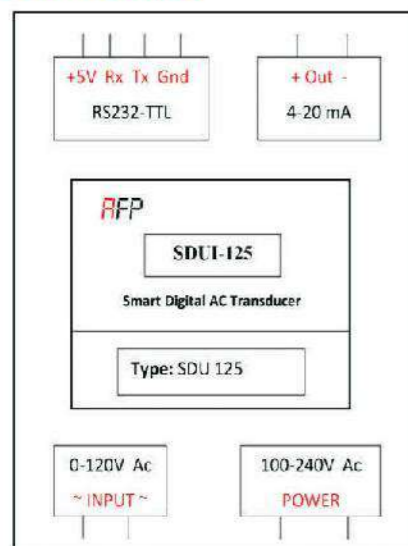 +5V Rx Tx Gnd
RS232-TTL
+ Out -
4-20 mA
AFP
SDUI-125
Smart Digital AC Transducer
Type: SDU 125
0-120V Ac
~ INPUT ~
100-240V Ac
POWER